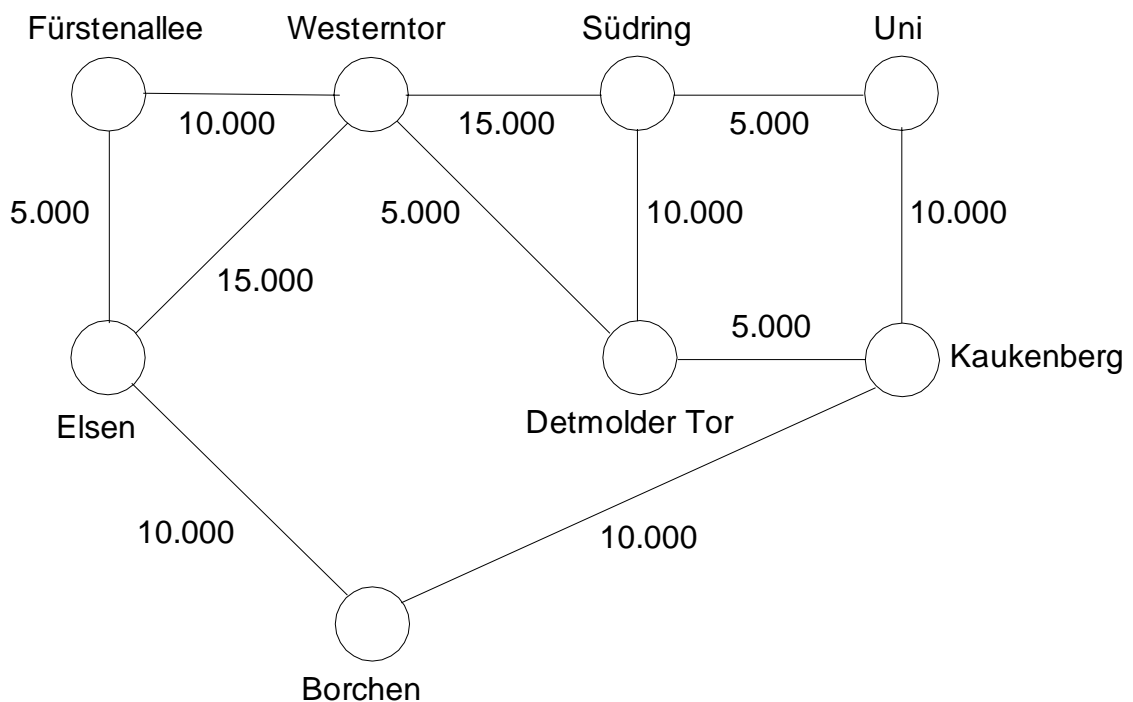 Fürstenallee Westerntor Südring Uni
10.000 15.000 5.000
5.000 5.000 10.000 10.000
15.000
5.000
Kaukenberg
Elsen Detmolder Tor
10.000 10.000
Borchen